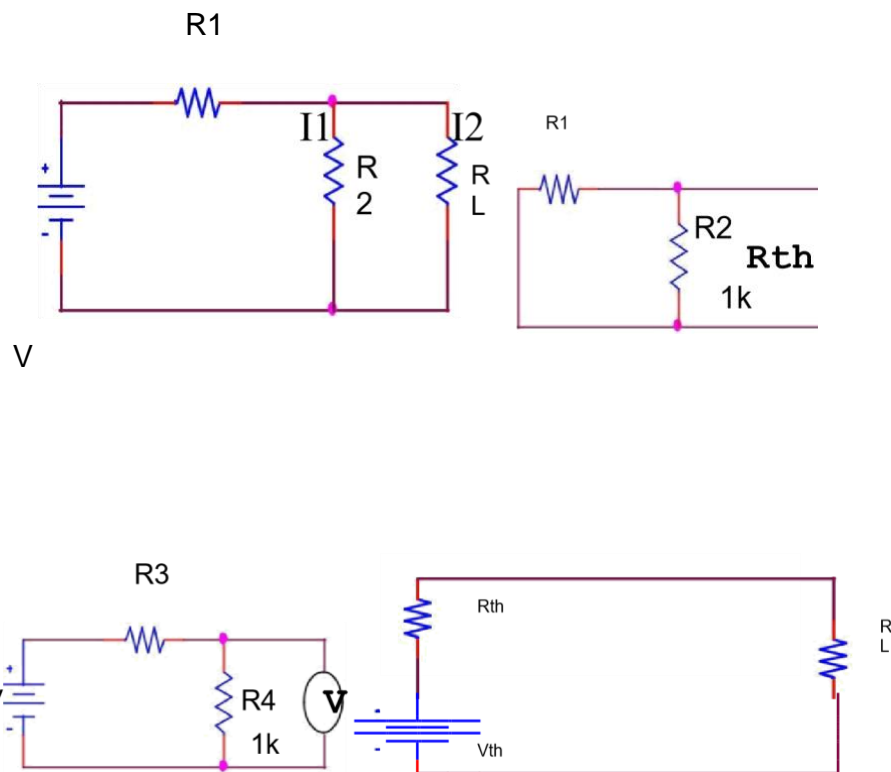 R1
I1
I2
R
2
R
L
+
-
V
R1
R2
Rth
1k
R3
+
-
R4
1k
V
Rth
R
L
-
-
Vth